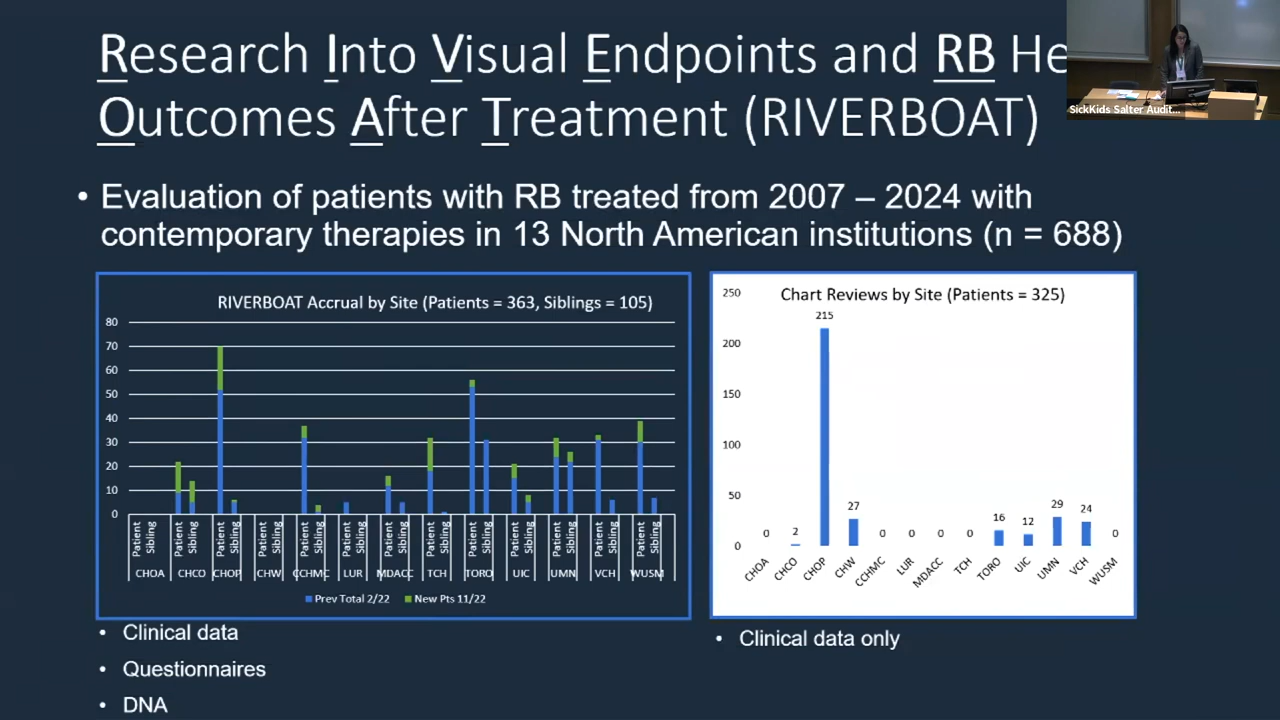 Research Into Visual Endpoints and RB He
Outcomes After Treatment (RIVERBOAT)
SickKids Salter Audit...
• Evaluation of patients with RB treated from 2007 – 2024 with
contemporary therapies in 13 North American institutions (n = 688)
RIVERBOAT Accrual by Site (Patients = 363, Siblings = 105)
80
70
60
50
40
30
20
10
0
Patient Sibling Patient Sibling Patient Sibling Patient Sibling Patient Sibling Patient Sibling Patient Sibling Patient Sibling Patient Sibling Patient Sibling Patient Sibling Patient Sibling Patient Sibling
CHOA CHCO CHOP CHW CCHMC LUR MDACC TCH TORO UIC UMN VCH WUSM
Prev Total 2/22 New Pts 11/22
Chart Reviews by Site (Patients = 325)
250
200
150
100
50
0
0 2 215 27 0 0 0 0 16 12 29 24 0
CHOA CHCO CHOP CHW CCHMC LUR MDACC TCH TORO UIC UMN VCH WUSM
• Clinical data
• Questionnaires
• DNA
• Clinical data only